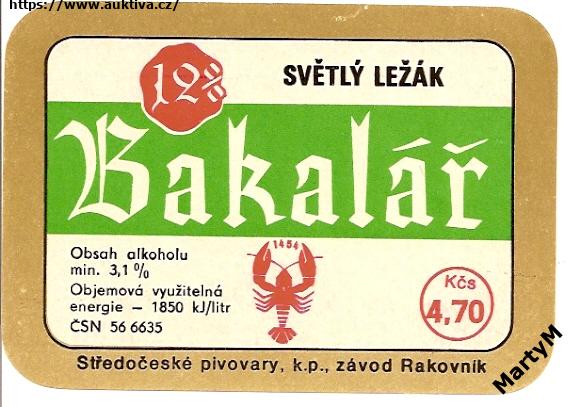 https://www.auktiva.cz/
12%
SVĚTLÝ LEŽÁK
Bakalář
Obsah alkoholu
min. 3,1 %
Objemová využitelná
energie – 1850 kJ/litr
ČSN 56 6635
1454
Kčs
4,70
Středočeské pivovary, k.p., závod Rakovník
MartyM